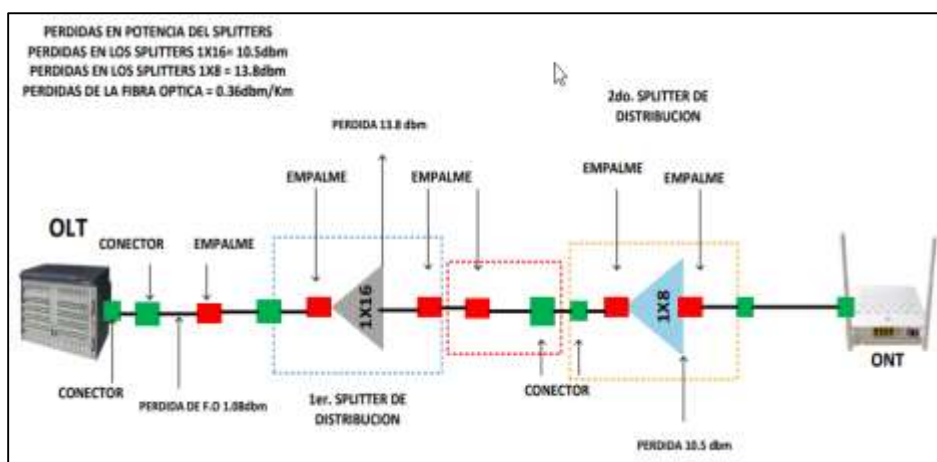 PERDIDAS EN POTENCIA DEL SPLITTERS
PERDIDAS EN LOS SPLITTERS 1X16= 10.5dbm
PERDIDAS EN LOS SPLITTERS 1X8 = 13.8dbm
PERDIDAS DE LA FIBRA OPTICA = 0.36dbm/Km
2do. SPLITTER DE
DISTRIBUCION
PERDIDA 13.8 dbm
EMPALME
EMPALME
EMPALME
EMPALME
OLT
CONECTOR
EMPALME
1X16
1X8
ONT
CONECTOR
PERDIDA DE F.O 1.08dbm
1er. SPLITTER DE
DISTRIBUCION
CONECTOR
PERDIDA 10.5 dbm